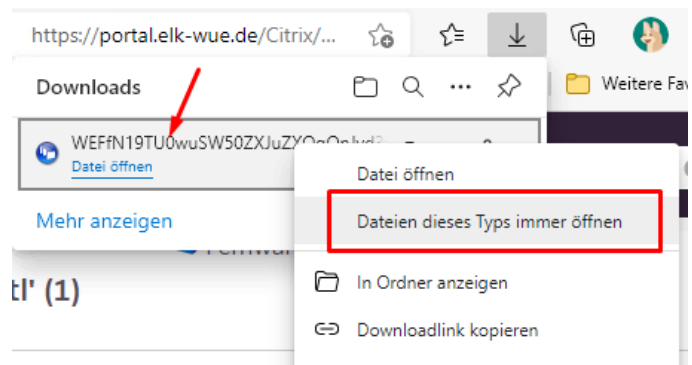 https://portal.elk-wue.de/Citrix/...
Downloads
Weitere Fav
WEFfN19TU0wuSW50ZXJuZX
Datei öffnen
Datei öffnen
Mehr anzeigen
Dateien dieses Typs immer öffnen
tl' (1)
In Ordner anzeigen
Downloadlink kopieren